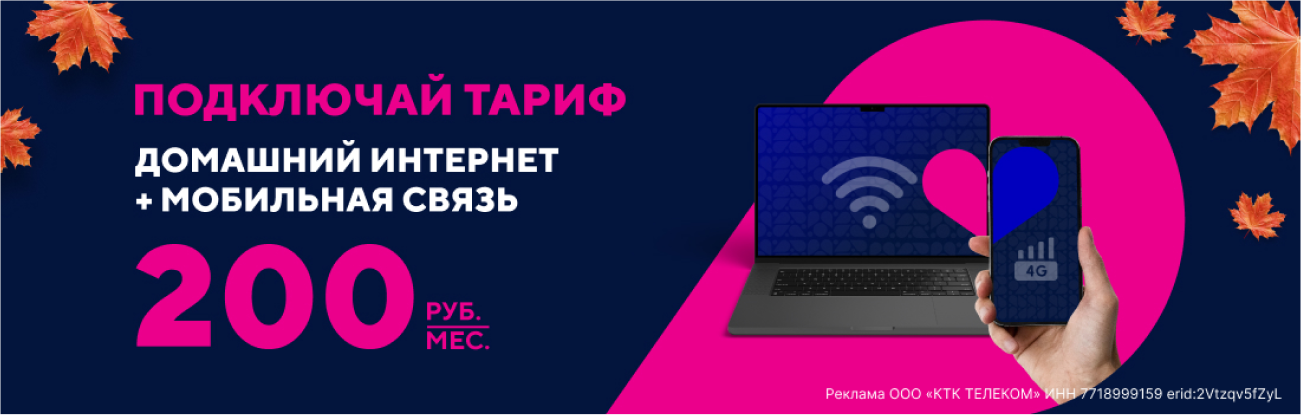 ПОДКЛЮЧАЙ ТАРИФ
ДОМАШНИЙ ИНТЕРНЕТ
+ МОБИЛЬНАЯ СВЯЗЬ
200 РУБ.
МЕС.
4G
Реклама ООО «КТК ТЕЛЕКОМ» ИНН 7718999159 erid:2Vtzqv5fZyL